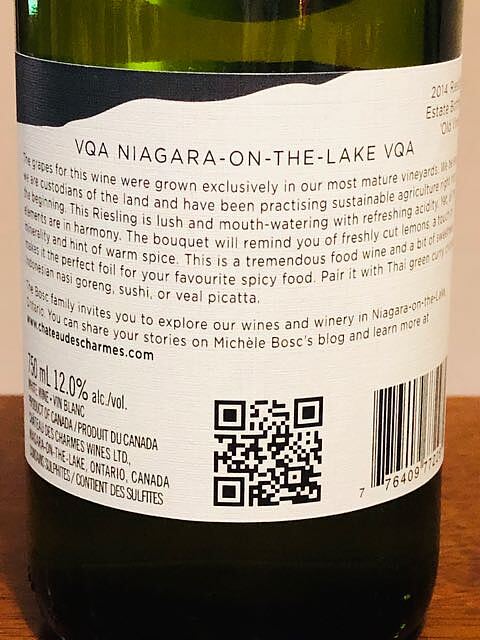 2014
Estate
'Old
VQA NIAGARA-ON-THE-LAKE VQA
The grapes for this wine were grown exclusively in our most mature vineyards. We
we are custodians of the land and have been practising sustainable agriculture right
the beginning. This Riesling is lush and mouth-watering with refreshing acidity. Yet,
elements are in harmony. The bouquet will remind you of freshly cut lemons, a touch of
minerality and hint of warm spice. This is a tremendous food wine and a bit of sweetness
makes it the perfect foil for your favourite spicy food. Pair it with Thai green curry
Indonesian nasi goreng, sushi, or veal picatta.
The Bosc family invites you to explore our wines and winery in Niagara-on-the-Lake,
Ontario. You can share your stories on Michèle Bosc's blog and learn more at
www.chateaudescharmes.com
750 mL 12.0% alc./vol.
WHITE WINE • VIN BLANC
PRODUCT OF CANADA / PRODUIT DU CANADA
CHÂTEAU DES CHARMES WINES LTD.,
NIAGARA-ON-THE-LAKE, ONTARIO, CANADA
CONTAINS SULPHITES / CONTIENT DES SULFITES
7 76409